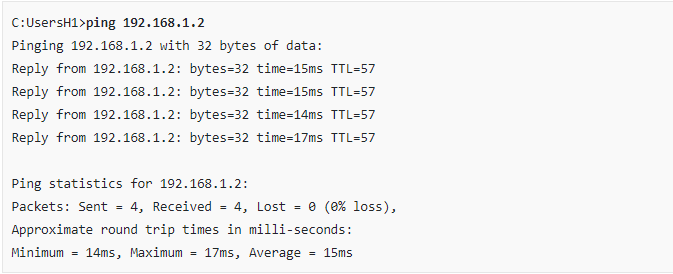 C:UsersH1>ping 192.168.1.2
Pinging 192.168.1.2 with 32 bytes of data:
Reply from 192.168.1.2: bytes=32 time=15ms TTL=57
Reply from 192.168.1.2: bytes=32 time=15ms TTL=57
Reply from 192.168.1.2: bytes=32 time=14ms TTL=57
Reply from 192.168.1.2: bytes=32 time=17ms TTL=57

Ping statistics for 192.168.1.2:
Packets: Sent = 4, Received = 4, Lost = 0 (0% loss),
Approximate round trip times in milli-seconds:
Minimum = 14ms, Maximum = 17ms, Average = 15ms